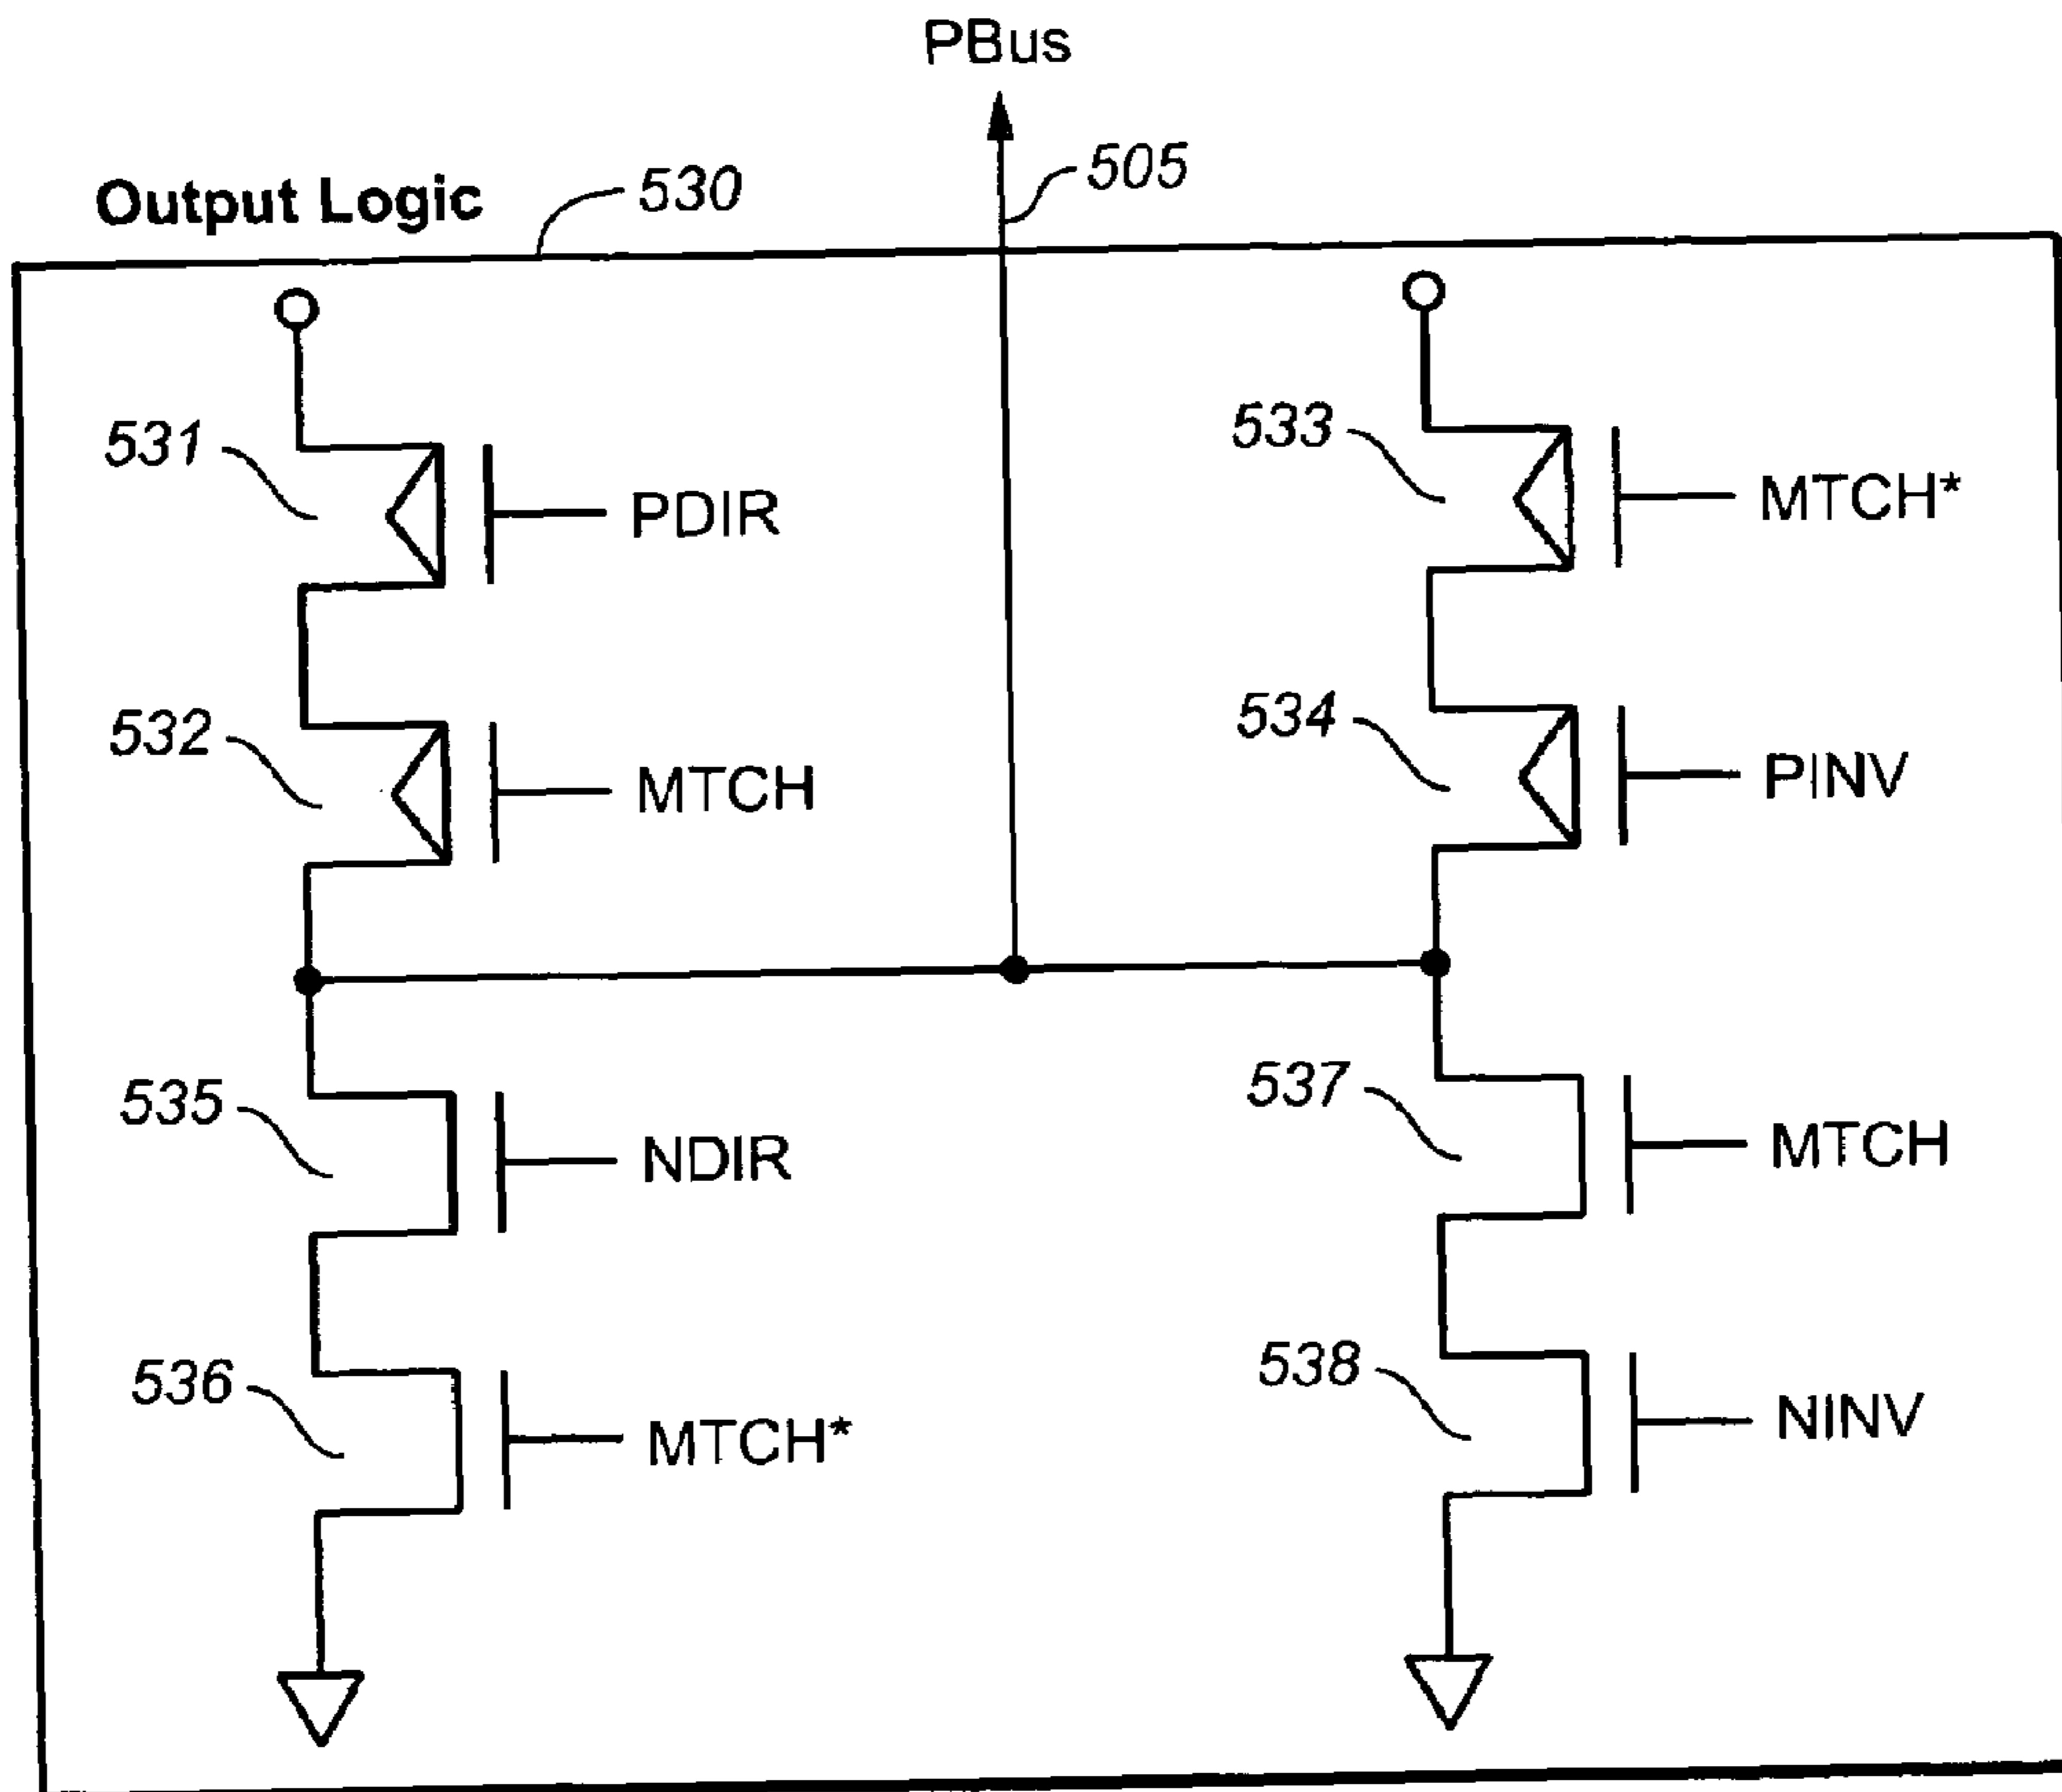 PBus
505
Output Logic
530
531
PDIR
533
MTCH*
532
MTCH
534
PINV
535
NDIR
537
MTCH
536
MTCH*
538
NINV